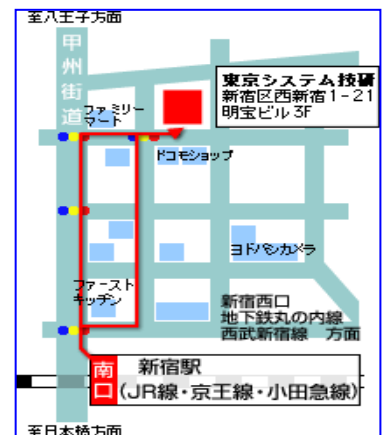 至八王子方面
甲州街道
ファミリーマート
東京システム技研
新宿区西新宿1-21
明宝ビル3F
ドコモショップ
ヨドバシカメラ
ファースト
キッチン
新宿西口
地下鉄丸の内線
西武新宿線 方面
南口
新宿駅
(JR線・京王線・小田急線)
至日本橋方面